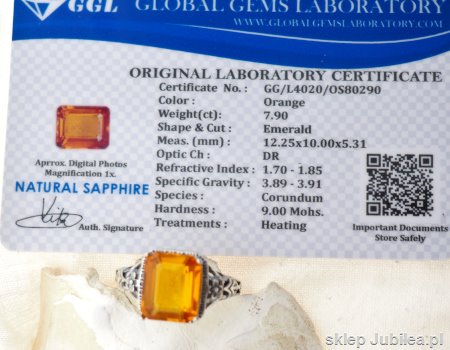 GGL GLOBAL GEMS LABORATORY
WWW.GLOBALGEMSLABORATORY.COM
ORIGINAL LABORATORY CERTIFICATE
Certificate No. : GG/L4020/OS80290
Color : Orange
Weight(ct) : 7.90
Shape & Cut : Emerald
Meas. (mm) : 12.25x10.00x5.31
Optic Ch : DR
Refractive Index : 1.70 - 1.85
Specific Gravity : 3.89 - 3.91
Species : Corundum
Hardness : 9.00 Mohs.
Treatments : Heating
Aprrox. Digital Photos
Magnification 1x.
NATURAL SAPPHIRE
Auth. Signature
Important Documents
Store Safely
sklep Jubilea.pl